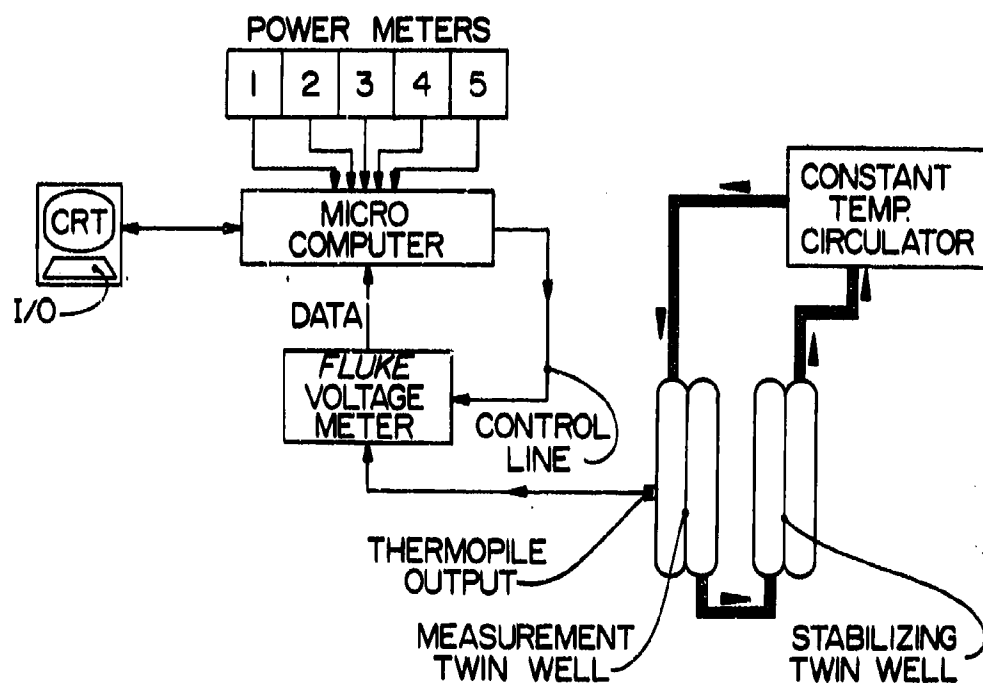 POWER METERS
1 2 3 4 5
CRT
I/O
MICRO
COMPUTER
DATA
FLUKE
VOLTAGE
METER
CONTROL
LINE
CONSTANT
TEMP.
CIRCULATOR
THERMOPILE
OUTPUT
MEASUREMENT
TWIN WELL
STABILIZING
TWIN WELL